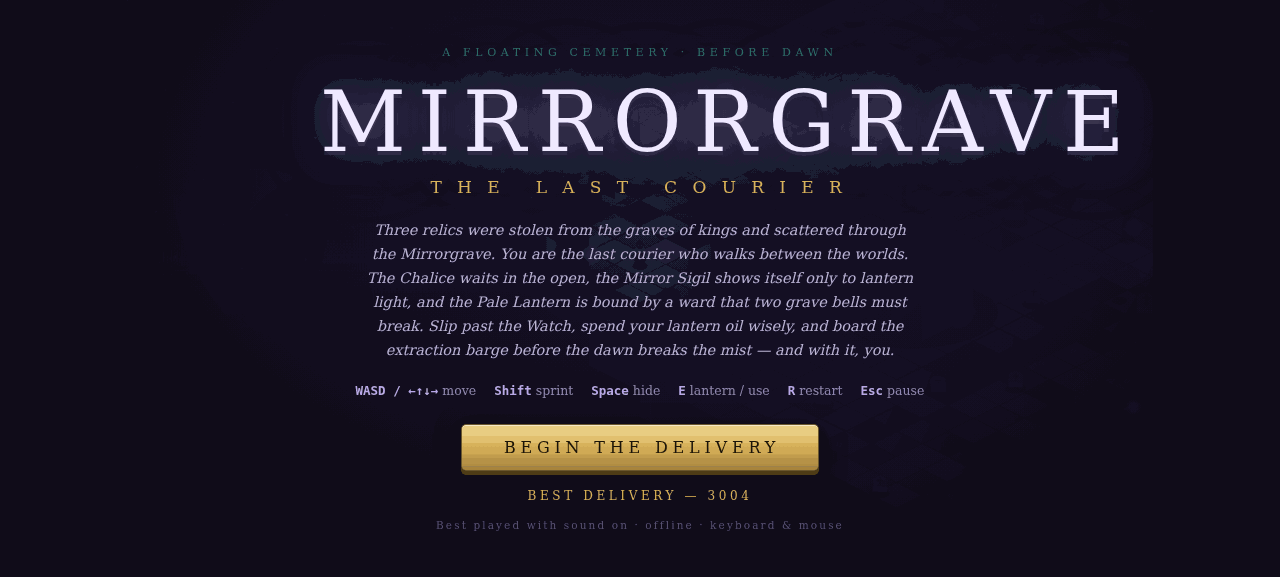 A FLOATING CEMETERY · BEFORE DAWN
MIRRORGRAVE
THE LAST COURIER
Three relics were stolen from the graves of kings and scattered through
the Mirrorgrave. You are the last courier who walks between the worlds.
The Chalice waits in the open, the Mirror Sigil shows itself only to lantern
light, and the Pale Lantern is bound by a ward that two grave bells must
break. Slip past the Watch, spend your lantern oil wisely, and board the
extraction barge before the dawn breaks the mist — and with it, you.
WASD / ←↑↓→ move Shift sprint Space hide E lantern / use R restart Esc pause
BEGIN THE DELIVERY
BEST DELIVERY — 3004
Best played with sound on · offline · keyboard & mouse